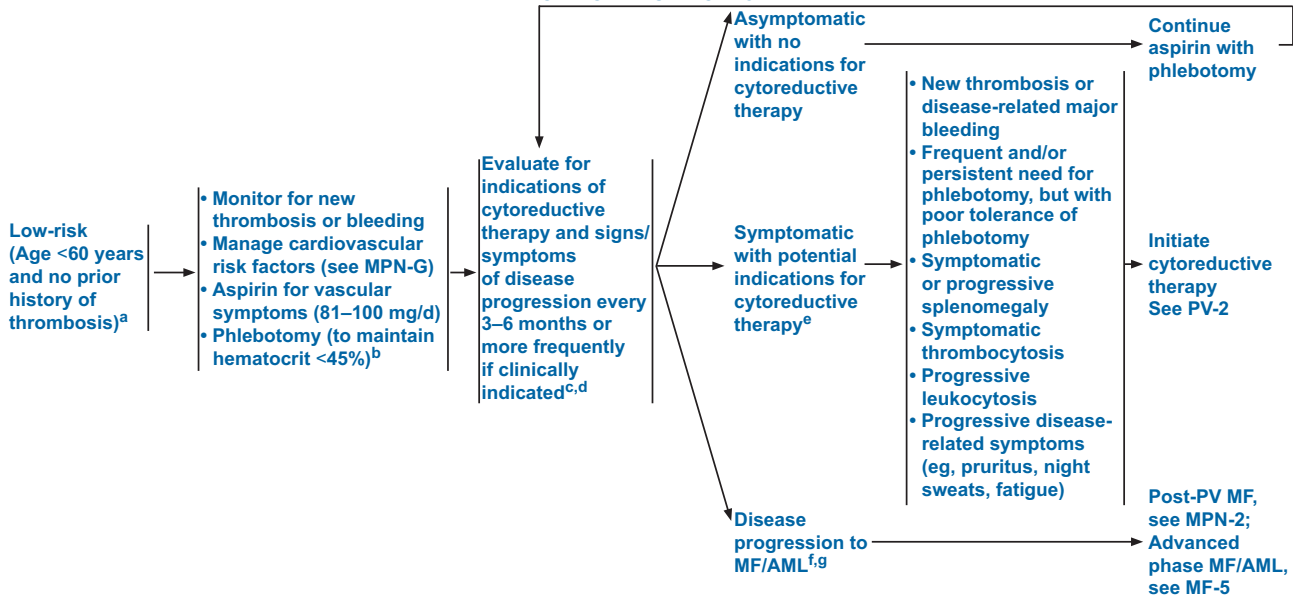 Low-risk
(Age <60 years
and no prior
history of
thrombosis)a
• Monitor for new
thrombosis or bleeding
• Manage cardiovascular
risk factors (see MPN-G)
• Aspirin for vascular
symptoms (81–100 mg/d)
• Phlebotomy (to maintain
hematocrit <45%)b
Evaluate for
indications of
cytoreductive
therapy and signs/
symptoms
of disease
progression every
3–6 months or
more frequently
if clinically
indicatedc,d
Asymptomatic
with no
indications for
cytoreductive
therapy
Continue
aspirin with
phlebotomy
Symptomatic
with potential
indications for
cytoreductive
therapye
• New thrombosis or
disease-related major
bleeding
• Frequent and/or
persistent need for
phlebotomy, but with
poor tolerance of
phlebotomy
• Symptomatic
or progressive
splenomegaly
• Symptomatic
thrombocytosis
• Progressive
leukocytosis
• Progressive disease-
related symptoms
(eg, pruritus, night
sweats, fatigue)
Initiate
cytoreductive
therapy
See PV-2
Disease
progression to
MF/AMLf,g
Post-PV MF,
see MPN-2;
Advanced
phase MF/AML,
see MF-5